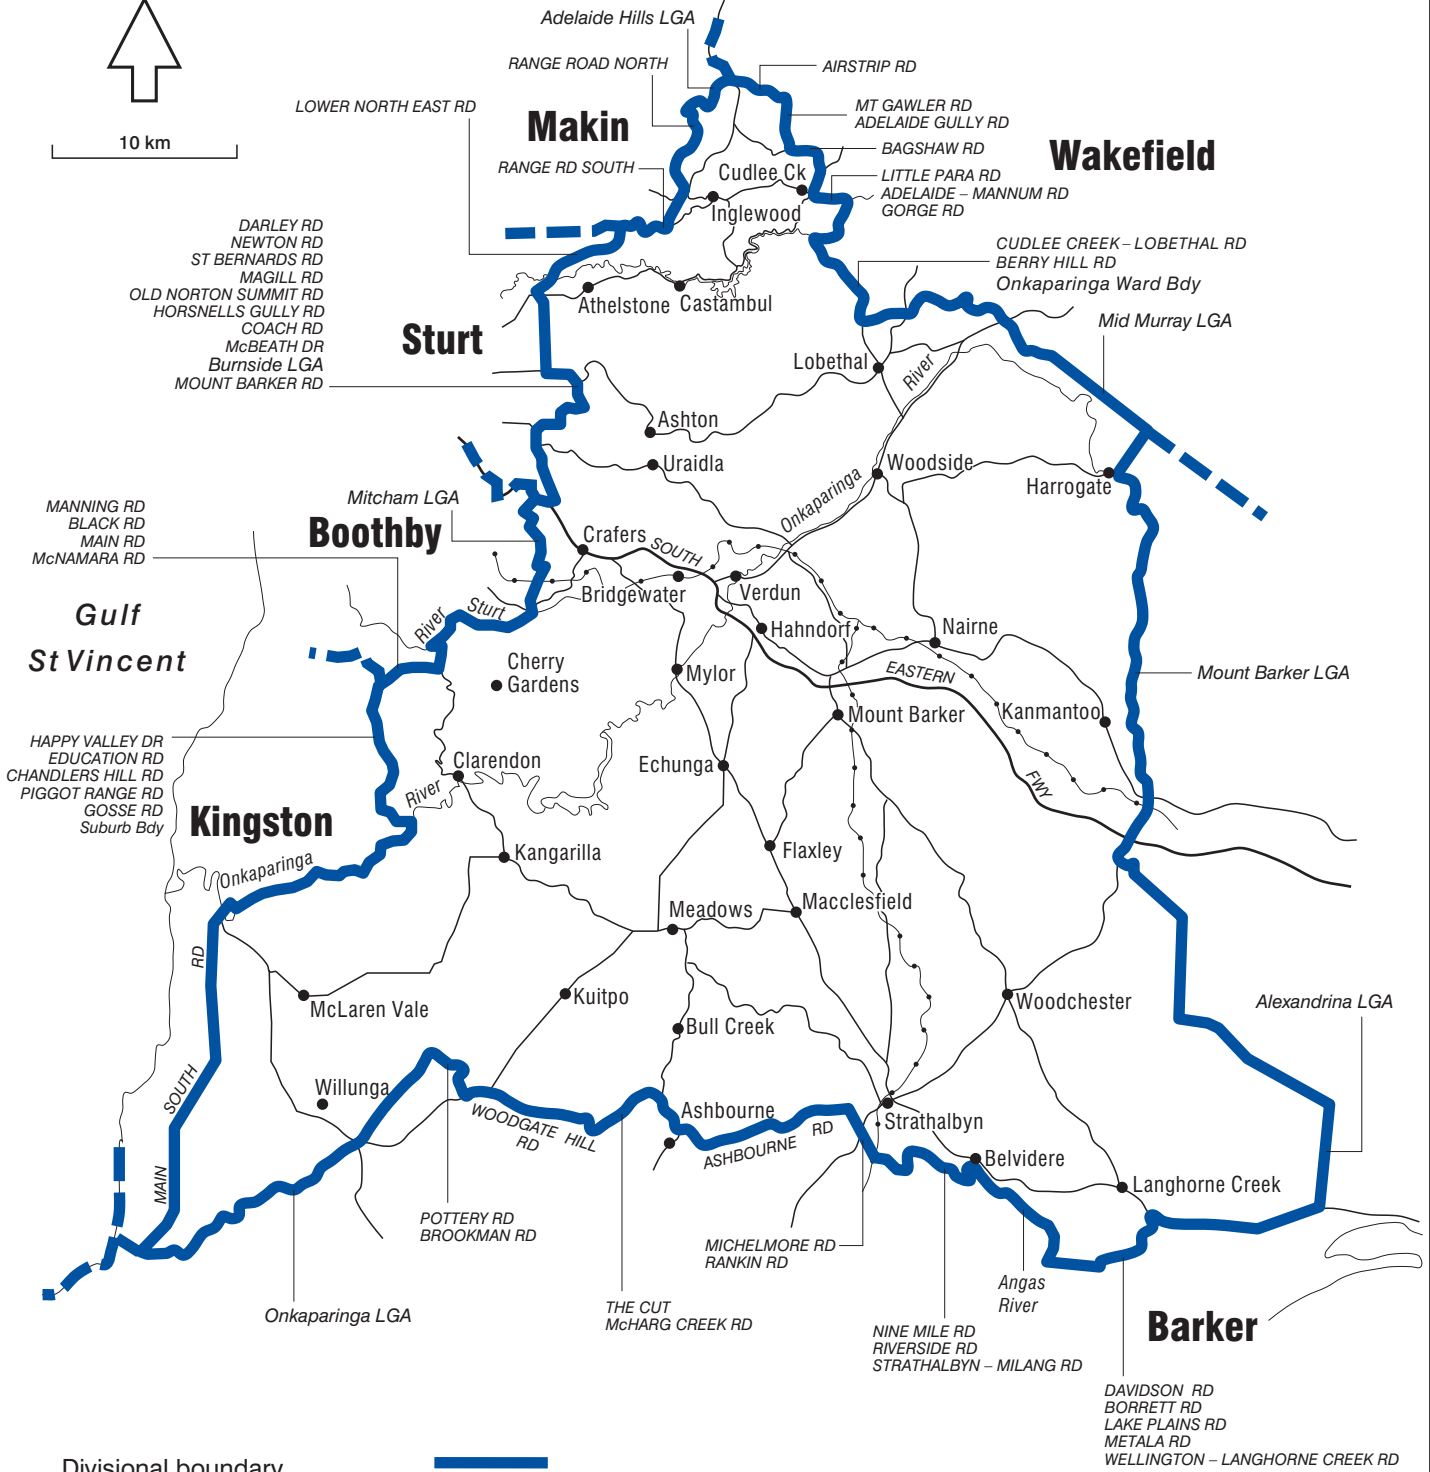 Adelaide Hills LGA
RANGE ROAD NORTH
AIRSTRIP RD
LOWER NORTH EAST RD
Makin
MT GAWLER RD
ADELAIDE GULLY RD
10 km
BAGSHAW RD
Wakefield
RANGE RD SOUTH
Cudlee Ck
LITTLE PARA RD
ADELAIDE – MANNUM RD
GORGE RD
Inglewood
DARLEY RD
NEWTON RD
ST BERNARDS RD
MAGILL RD
OLD NORTON SUMMIT RD
HORSNELLS GULLY RD
COACH RD
McBEATH DR
Burnside LGA
MOUNT BARKER RD
CUDLEE CREEK – LOBETHAL RD
BERRY HILL RD
Onkaparinga Ward Bdy
Athelstone
Castambul
Mid Murray LGA
Sturt
Lobethal
River
Ashton
Uraidla
Woodside
Harrogate
Onkaparinga
Mitcham LGA
MANNING RD
BLACK RD
MAIN RD
McNAMARA RD
Boothby
Crafers
SOUTH
Bridgewater
Verdun
Gulf
St Vincent
River
Sturt
Hahndorf
Nairne
Cherry
Gardens
Mylor
EASTERN
Mount Barker LGA
Mount Barker
Kanmantoo
HAPPY VALLEY DR
EDUCATION RD
CHANDLERS HILL RD
PIGGOT RANGE RD
GOSSE RD
Suburb Bdy
Clarendon
Echunga
FWY
River
Kingston
Onkaparinga
Kangarilla
Flaxley
Meadows
Macclesfield
RD
McLaren Vale
Kuitpo
Woodchester
Alexandrina LGA
Bull Creek
SOUTH
Willunga
WOODGATE HILL
RD
Ashbourne
ASHBOURNE RD
Strathalbyn
Belvidere
MAIN
Langhorne Creek
POTTERY RD
BROOKMAN RD
MICHELMORE RD
RANKIN RD
Angas
River
Onkaparinga LGA
THE CUT
McHARG CREEK RD
Barker
NINE MILE RD
RIVERSIDE RD
STRATHALBYN – MILANG RD
DAVIDSON RD
BORRETT RD
LAKE PLAINS RD
METALA RD
WELLINGTON – LANGHORNE CREEK RD
Divisional boundary